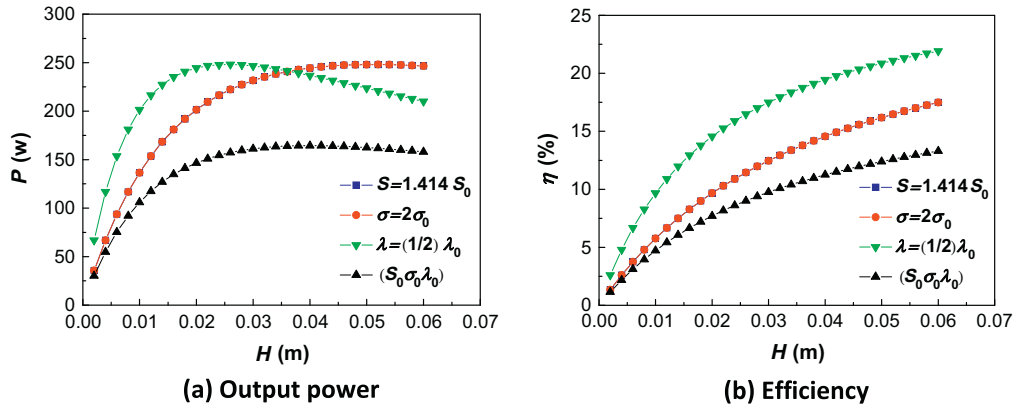 300
250
200
150
100
50
0
P (w)
S=1.414 S₀
σ=2σ₀
λ=(1/2) λ₀
(S₀σ₀λ₀)
0.00 0.01 0.02 0.03 0.04 0.05 0.06 0.07
H (m)
(a) Output power
25
20
15
10
5
0
η (%)
S=1.414 S₀
σ=2σ₀
λ=(1/2) λ₀
(S₀σ₀λ₀)
0.00 0.01 0.02 0.03 0.04 0.05 0.06 0.07
H (m)
(b) Efficiency